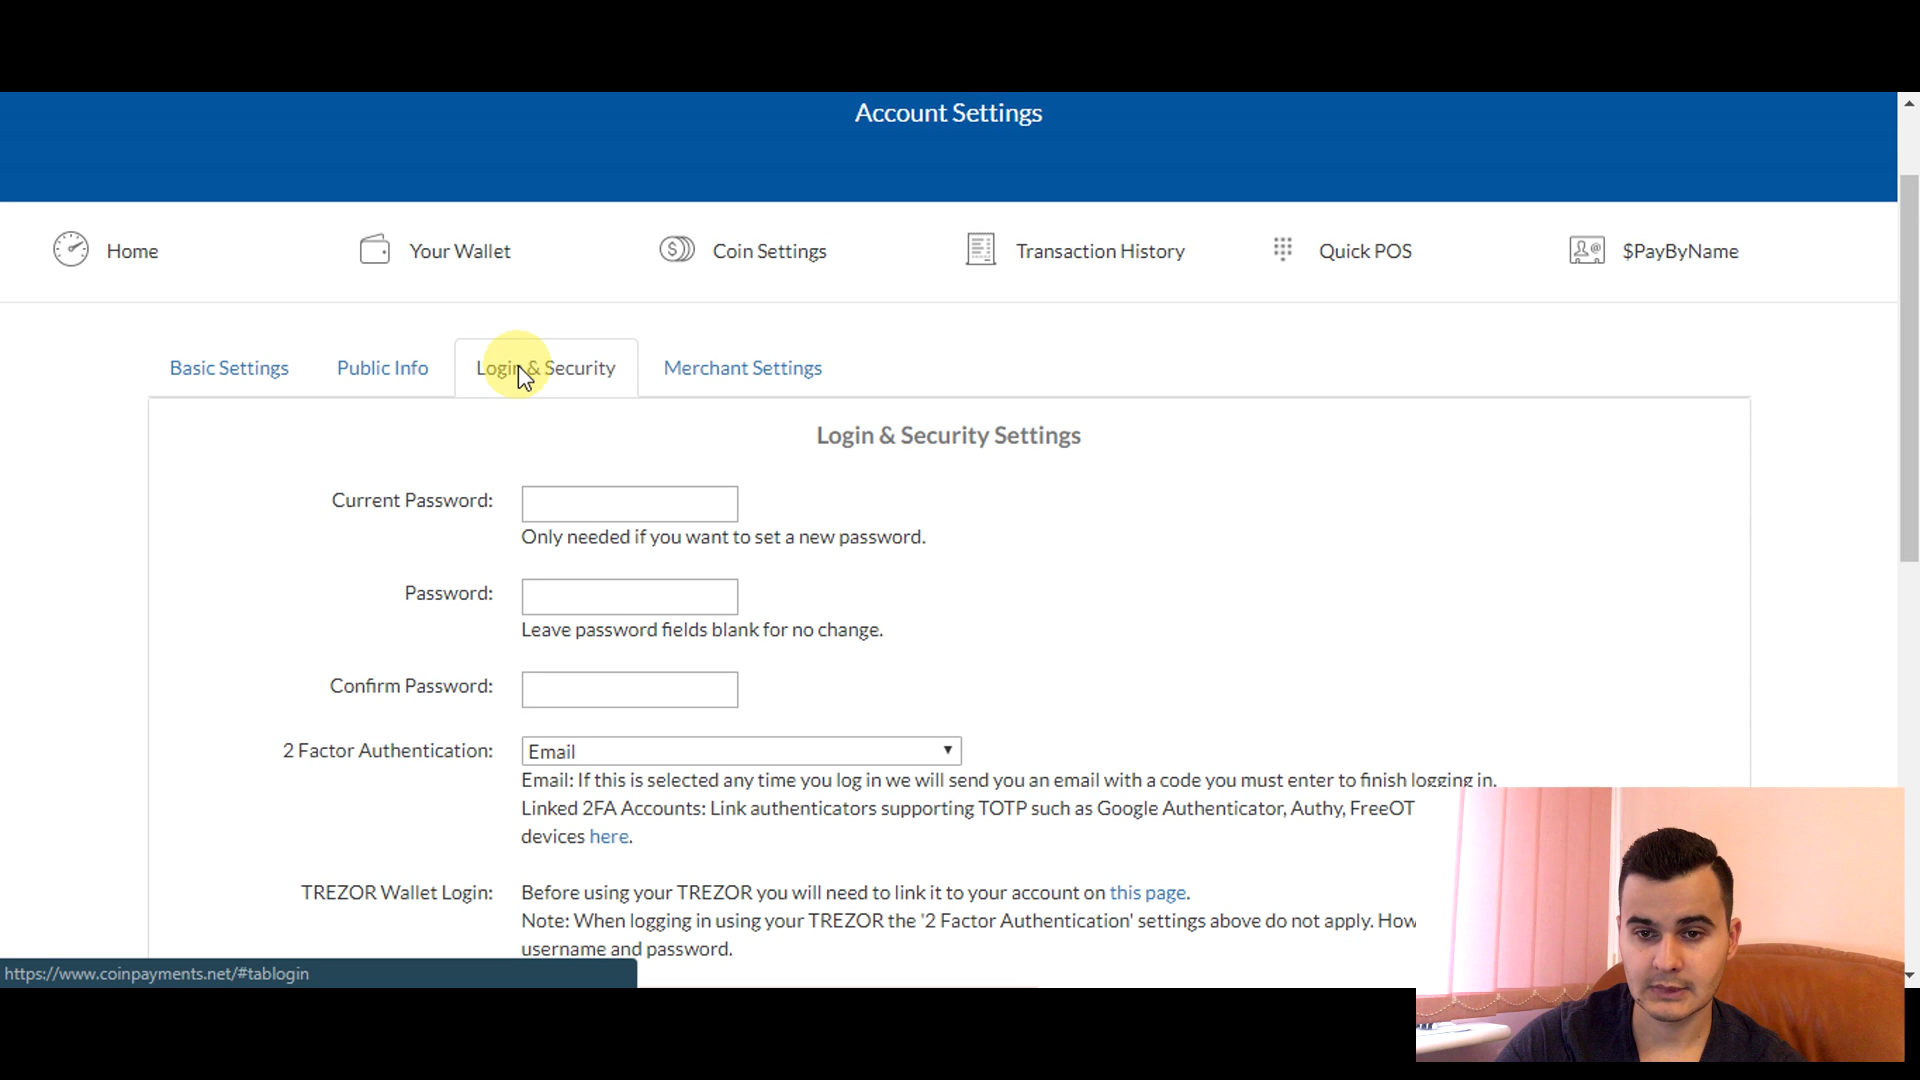 Account Settings
Home
Your Wallet
Coin Settings
Transaction History
Quick POS
$PayByName
Basic Settings
Public Info
Login & Security
Merchant Settings
Login & Security Settings
Current Password:
Only needed if you want to set a new password.
Password:
Leave password fields blank for no change.
Confirm Password:
2 Factor Authentication:
Email
Email: If this is selected any time you log in we will send you an email with a code you must enter to finish logging in.
Linked 2FA Accounts: Link authenticators supporting TOTP such as Google Authenticator, Authy, FreeOT
devices here.
TREZOR Wallet Login:
Before using your TREZOR you will need to link it to your account on this page.
Note: When logging in using your TREZOR the '2 Factor Authentication' settings above do not apply. How
username and password.
https://www.coinpayments.net/#tablogin